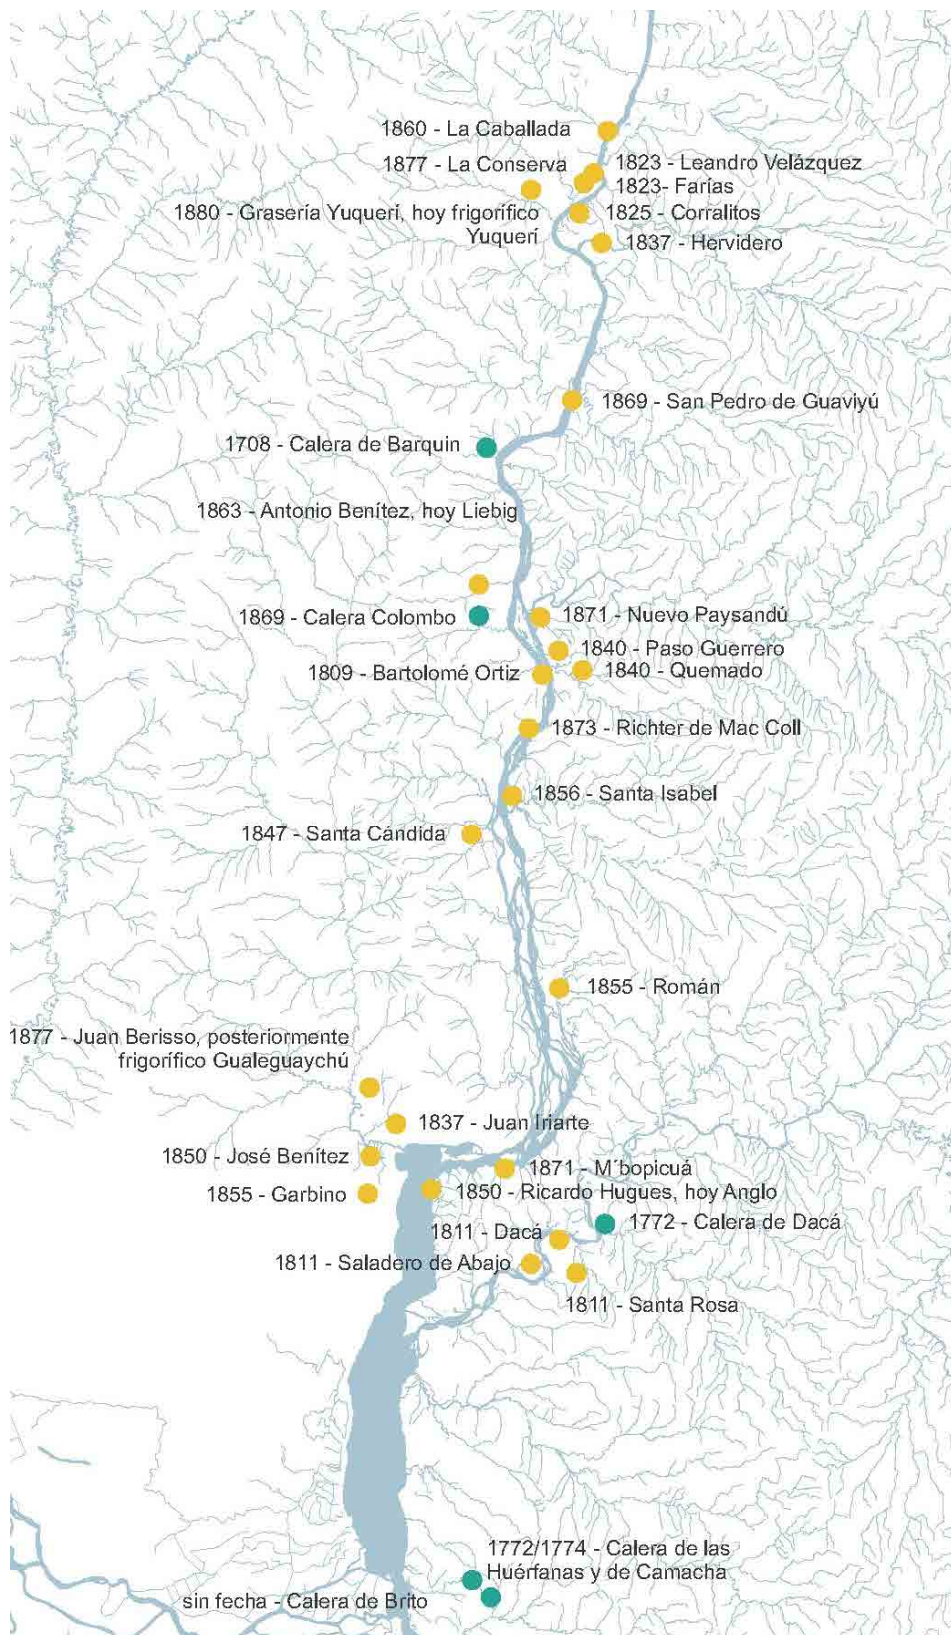 1860 - La Caballada
1877 - La Conserva
1823 - Leandro Velázquez
1823- Farías
1880 - Grasería Yuquerí, hoy frigorífico
Yuquerí
1825 - Corralitos
1837 - Hervidero
1869 - San Pedro de Guaviyú
1708 - Calera de Barquin
1863 - Antonio Benítez, hoy Liebig
1869 - Calera Colombo
1871 - Nuevo Paysandú
1840 - Paso Guerrero
1840 - Quemado
1809 - Bartolomé Ortiz
1873 - Richter de Mac Coll
1856 - Santa Isabel
1847 - Santa Cándida
1855 - Román
1877 - Juan Berisso, posteriormente
frigorífico Gualeguaychú
1837 - Juan Iriarte
1850 - José Benítez
1871 - M´bopicuá
1855 - Garbino
1850 - Ricardo Hugues, hoy Anglo
1772 - Calera de Dacá
1811 - Dacá
1811 - Saladero de Abajo
1811 - Santa Rosa
1772/1774 - Calera de las
Huérfanas y de Camacha
sin fecha - Calera de Brito